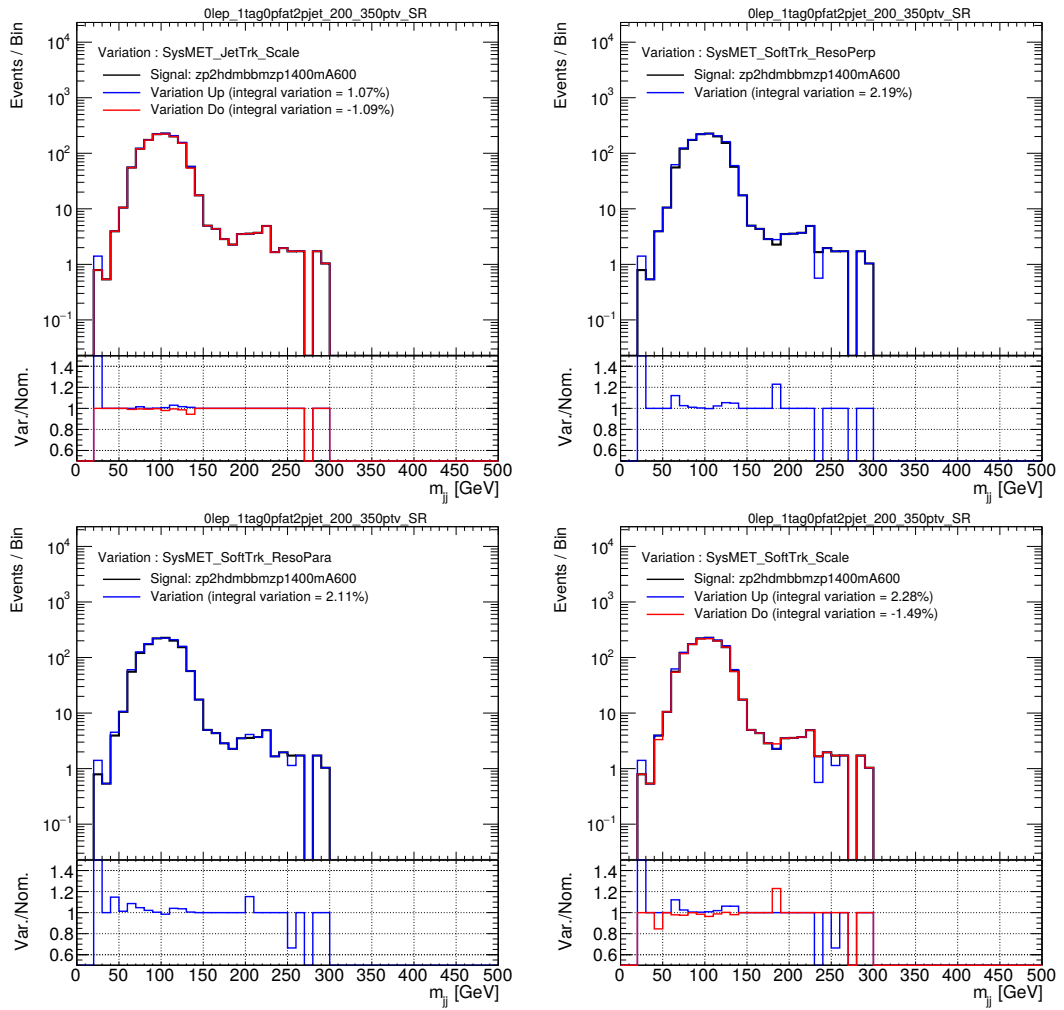 0lep_1tag0pfat2pjet_200_350ptv_SR
Events / Bin
10^4
Variation : SysMET_JetTrk_Scale
Signal: zp2hdmbbmzp1400mA600
10^3
Variation Up (integral variation = 1.07%)
Variation Do (integral variation = -1.09%)
10^2
10
1
10^-1
Var./Nom.
1.4
1.2
1
0.8
0.6
0 50 100 150 200 250 300 350 400 450 500
m_jj [GeV]
0lep_1tag0pfat2pjet_200_350ptv_SR
Events / Bin
10^4
Variation : SysMET_SoftTrk_ResoPerp
Signal: zp2hdmbbmzp1400mA600
10^3
Variation (integral variation = 2.19%)
10^2
10
1
10^-1
Var./Nom.
1.4
1.2
1
0.8
0.6
0 50 100 150 200 250 300 350 400 450 500
m_jj [GeV]
0lep_1tag0pfat2pjet_200_350ptv_SR
Events / Bin
10^4
Variation : SysMET_SoftTrk_ResoPara
Signal: zp2hdmbbmzp1400mA600
10^3
Variation (integral variation = 2.11%)
10^2
10
1
10^-1
Var./Nom.
1.4
1.2
1
0.8
0.6
0 50 100 150 200 250 300 350 400 450 500
m_jj [GeV]
0lep_1tag0pfat2pjet_200_350ptv_SR
Events / Bin
10^4
Variation : SysMET_SoftTrk_Scale
Signal: zp2hdmbbmzp1400mA600
10^3
Variation Up (integral variation = 2.28%)
Variation Do (integral variation = -1.49%)
10^2
10
1
10^-1
Var./Nom.
1.4
1.2
1
0.8
0.6
0 50 100 150 200 250 300 350 400 450 500
m_jj [GeV]